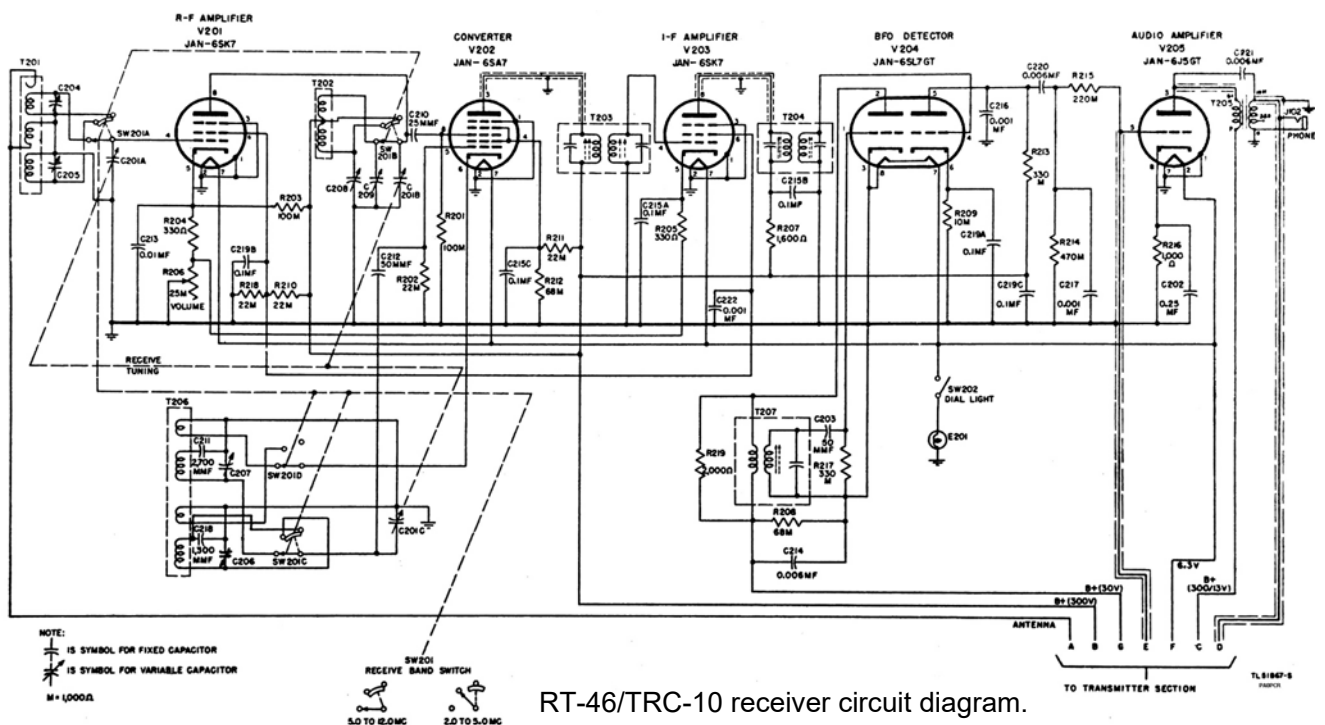 R-F AMPLIFIER
V201
JAN-6SK7
CONVERTER
V202
JAN-6SA7
I-F AMPLIFIER
V203
JAN-6SK7
BFO DETECTOR
V204
JAN-6SL7GT
AUDIO AMPLIFIER
V205
JAN-6J5GT
T201
C204
C205
SW201A
C201A
T202
C210
25MMF
SW
201B
C208
C
209
C
201B
R203
100M
R204
330Ω
R206
25M
VOLUME
C213
0.01MF
C219B
0.1MF
R218
22M
R210
22M
C212
50MMF
R201
100M
R202
22M
C215C
0.1MF
R211
22M
R212
68M
T203
C215A
0.1MF
R205
330Ω
C222
0.001
MF
T204
C215B
0.1MF
R207
1,600Ω
R209
10M
C219A
0.1MF
C216
0.001
MF
C220
0.006MF
R215
220M
R213
330
M
R214
470M
C219C
0.1MF
C217
0.001
MF
C221
0.006MF
T205
J102
PHONE
R216
1,000
Ω
C202
0.25
MF
RECEIVE
TUNING
T206
C211
2,700
MMF
C207
SW201D
C218
1,300
MMF
C206
SW201C
C201C
R219
2,000Ω
T207
C203
50
MMF
R217
330
M
R208
68M
C214
0.006MF
SW202
DIAL LIGHT
E201
6.3V
B+
(300/13V)
B+(30V)
B+(300V)
ANTENNA
A B G E F C D
TO TRANSMITTER SECTION
TL51867-S
NOTE:
IS SYMBOL FOR FIXED CAPACITOR
IS SYMBOL FOR VARIABLE CAPACITOR
M=1,000Ω
SW201
RECEIVE BAND SWITCH
5.0 TO 12.0MC
2.0 TO 5.0MC
RT-46/TRC-10 receiver circuit diagram.